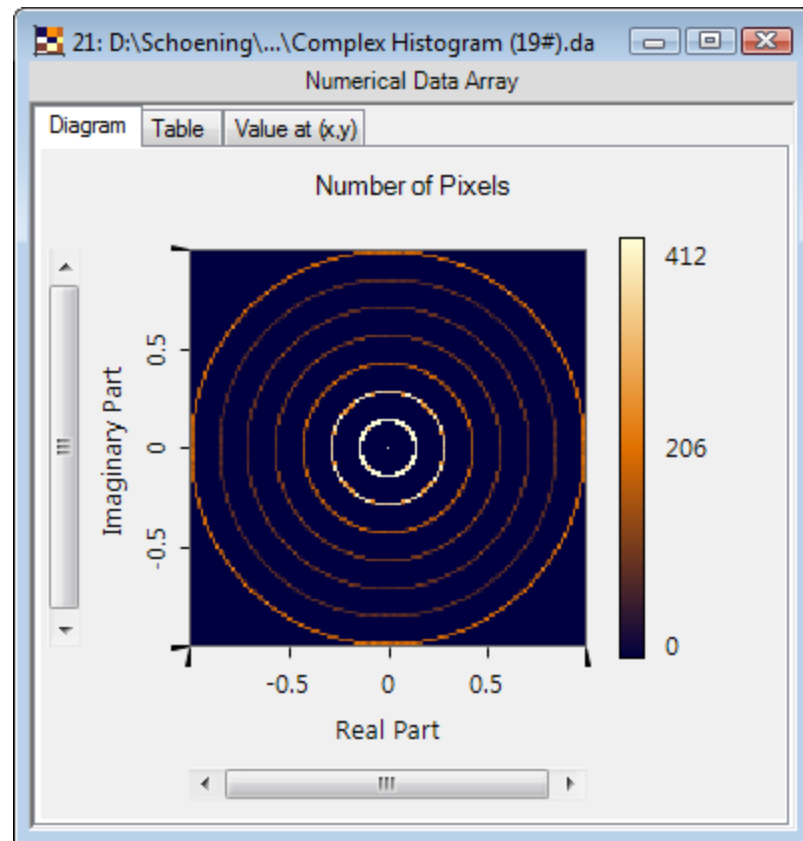 21: D:\Schoening\...\Complex Histogram (19#).da
Numerical Data Array
Diagram Table Value at (x,y)
Number of Pixels
Imaginary Part
0.5
0
-0.5
-0.5 0 0.5
Real Part
412
206
0